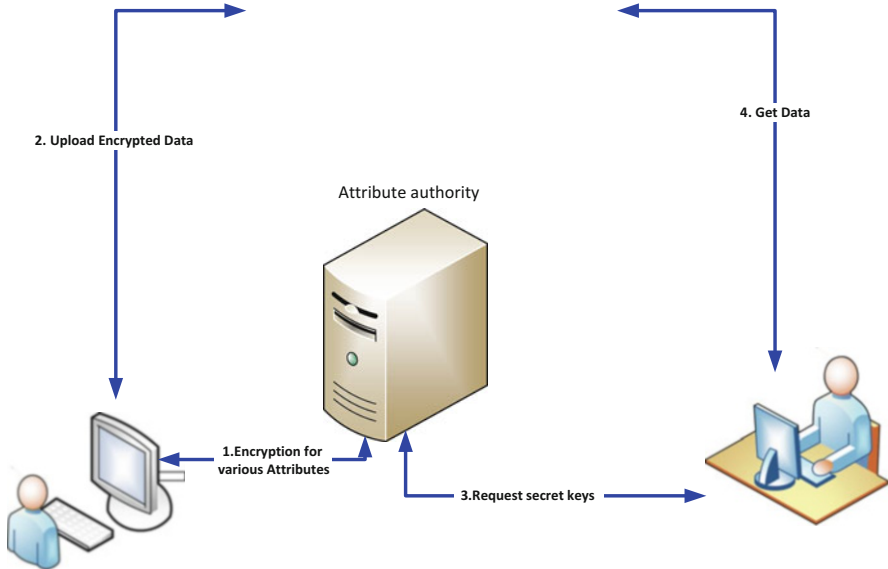 2. Upload Encrypted Data
4. Get Data
Attribute authority
1.Encryption for
various Attributes
3.Request secret keys